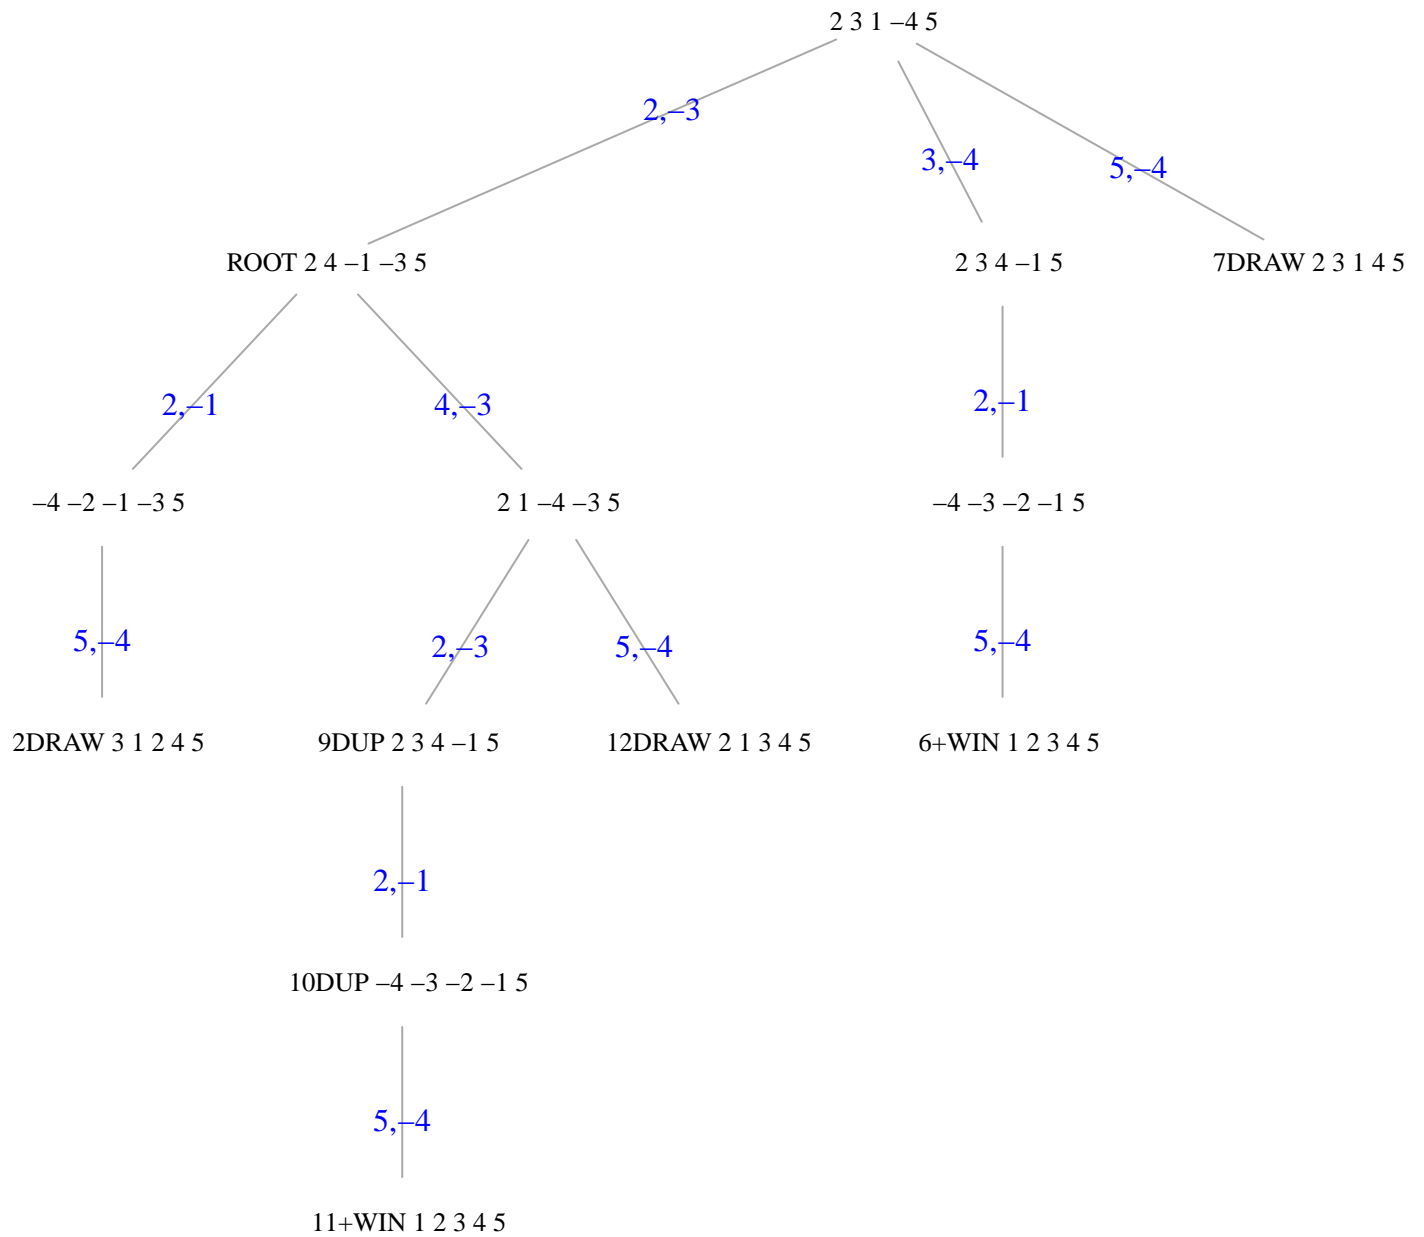 2 3 1 −4 5
2,−3
3,−4
5,−4
ROOT 2 4 −1 −3 5
2 3 4 −1 5
7DRAW 2 3 1 4 5
2,−1
4,−3
2,−1
−4 −2 −1 −3 5
2 1 −4 −3 5
−4 −3 −2 −1 5
5,−4
2,−3
5,−4
5,−4
2DRAW 3 1 2 4 5
9DUP 2 3 4 −1 5
12DRAW 2 1 3 4 5
6+WIN 1 2 3 4 5
2,−1
10DUP −4 −3 −2 −1 5
5,−4
11+WIN 1 2 3 4 5